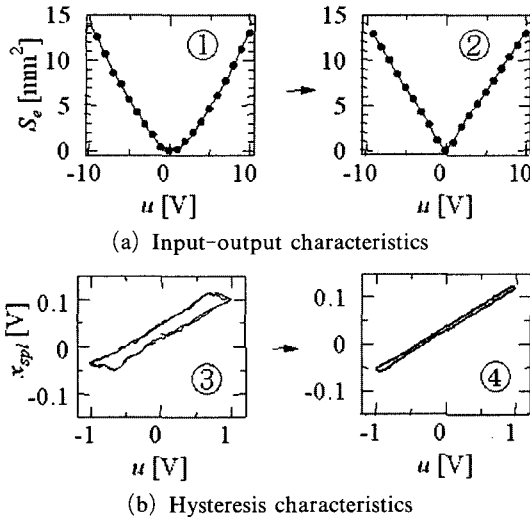 15
10
5
0
S_e [mm²]
①
-10 0 10
u [V]
→
15
10
5
0
②
-10 0 10
u [V]
(a) Input-output characteristics
0.1
0
-0.1
x_spl [V]
③
-1 0 1
u [V]
→
0.1
0
-0.1
④
-1 0 1
u [V]
(b) Hysteresis characteristics